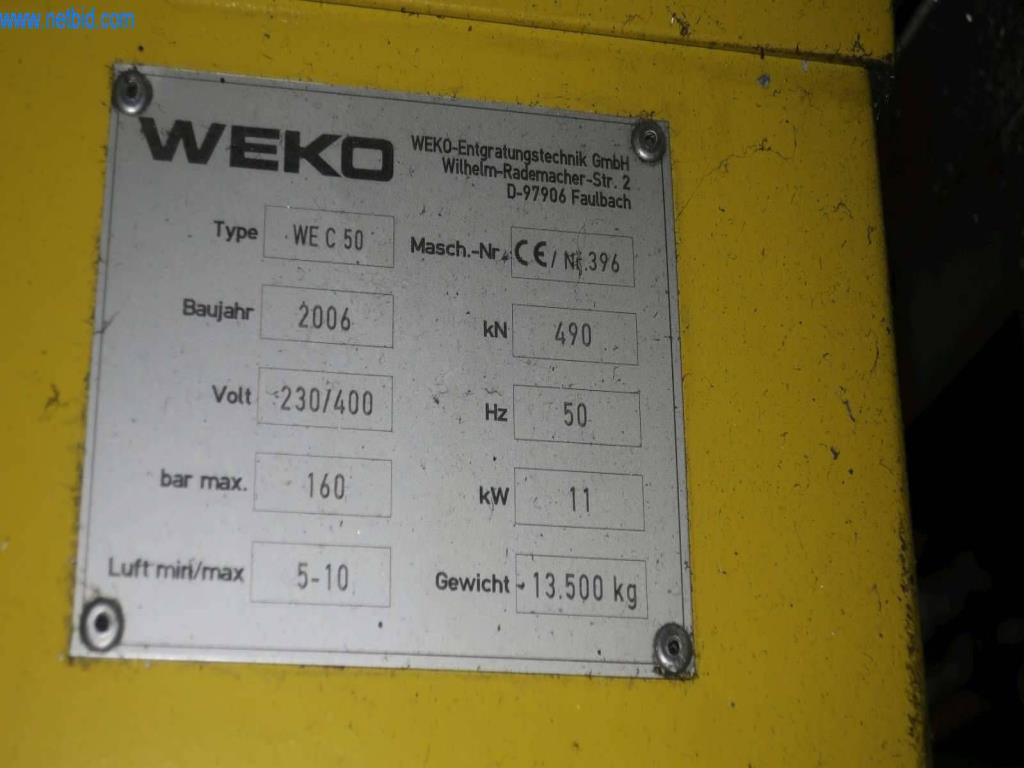 www.netbid.com
WEKO
WEKO-Entgratungstechnik GmbH
Wilhelm-Rademacher-Str. 2
D-97906 Faulbach
Type WE C 50 Masch.-Nr. CE / Nr. 396
Baujahr 2006 kN 490
Volt 230/400 Hz 50
bar max. 160 kW 11
Luft min/max 5-10 Gewicht ~13.500 kg